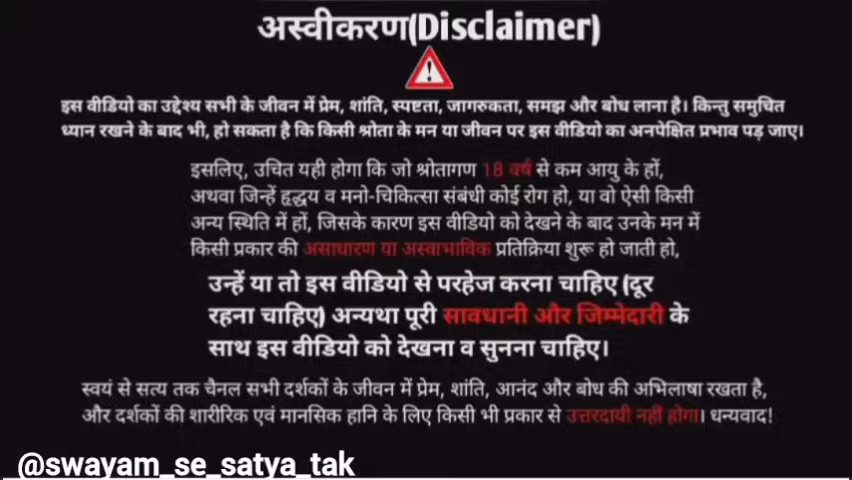 अस्वीकरण(Disclaimer)
इस वीडियो का उद्देश्य सभी के जीवन में प्रेम, शांति, स्पष्टता, जागरुकता, समझ और बोध लाना है। किन्तु समुचित
ध्यान रखने के बाद भी, हो सकता है कि किसी श्रोता के मन या जीवन पर इस वीडियो का अनपेक्षित प्रभाव पड़ जाए।
इसलिए, उचित यही होगा कि जो श्रोतागण 18 वर्ष से कम आयु के हों,
अथवा जिन्हें हृद्धय व मनो-चिकित्सा संबंधी कोई रोग हो, या वो ऐसी किसी
अन्य स्थिति में हों, जिसके कारण इस वीडियो को देखने के बाद उनके मन में
किसी प्रकार की असाधारण या अस्वाभाविक प्रतिक्रिया शुरू हो जाती हो,
उन्हें या तो इस वीडियो से परहेज करना चाहिए (दूर
रहना चाहिए) अन्यथा पूरी सावधानी और जिम्मेदारी के
साथ इस वीडियो को देखना व सुनना चाहिए।
स्वयं से सत्य तक चैनल सभी दर्शकों के जीवन में प्रेम, शांति, आनंद और बोध की अभिलाषा रखता है,
और दर्शकों की शारीरिक एवं मानसिक हानि के लिए किसी भी प्रकार से उत्तरदायी नहीं होगा। धन्यवाद!
@swayam_se_satya_tak